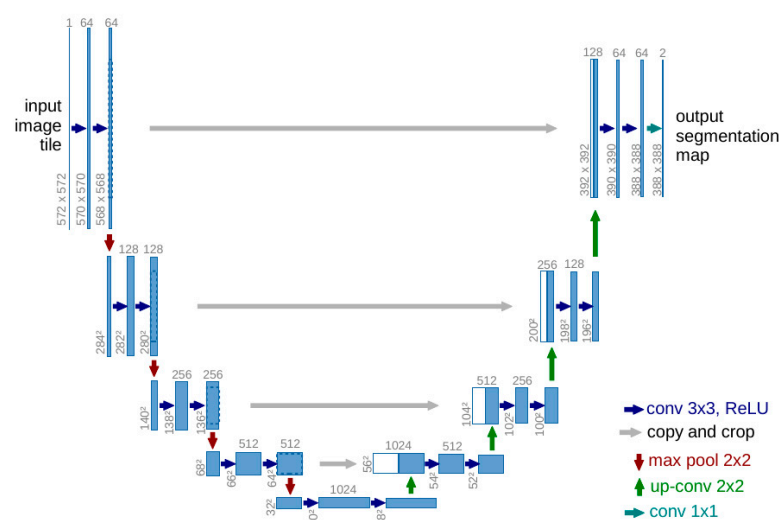 1 64 64
128 64 64 2
input
image
tile
output
segmentation
map
572 x 572
570 x 570
568 x 568
392 x 392
390 x 390
388 x 388
388 x 388
128 128
256 128
284²
282²
280²
200²
198²
196²
256 256
512 256
140²
138²
136²
104²
102²
100²
512 512
1024 512
68²
66²
64²
56²
54²
52²
1024
32²
conv 3x3, ReLU
copy and crop
max pool 2x2
up-conv 2x2
conv 1x1